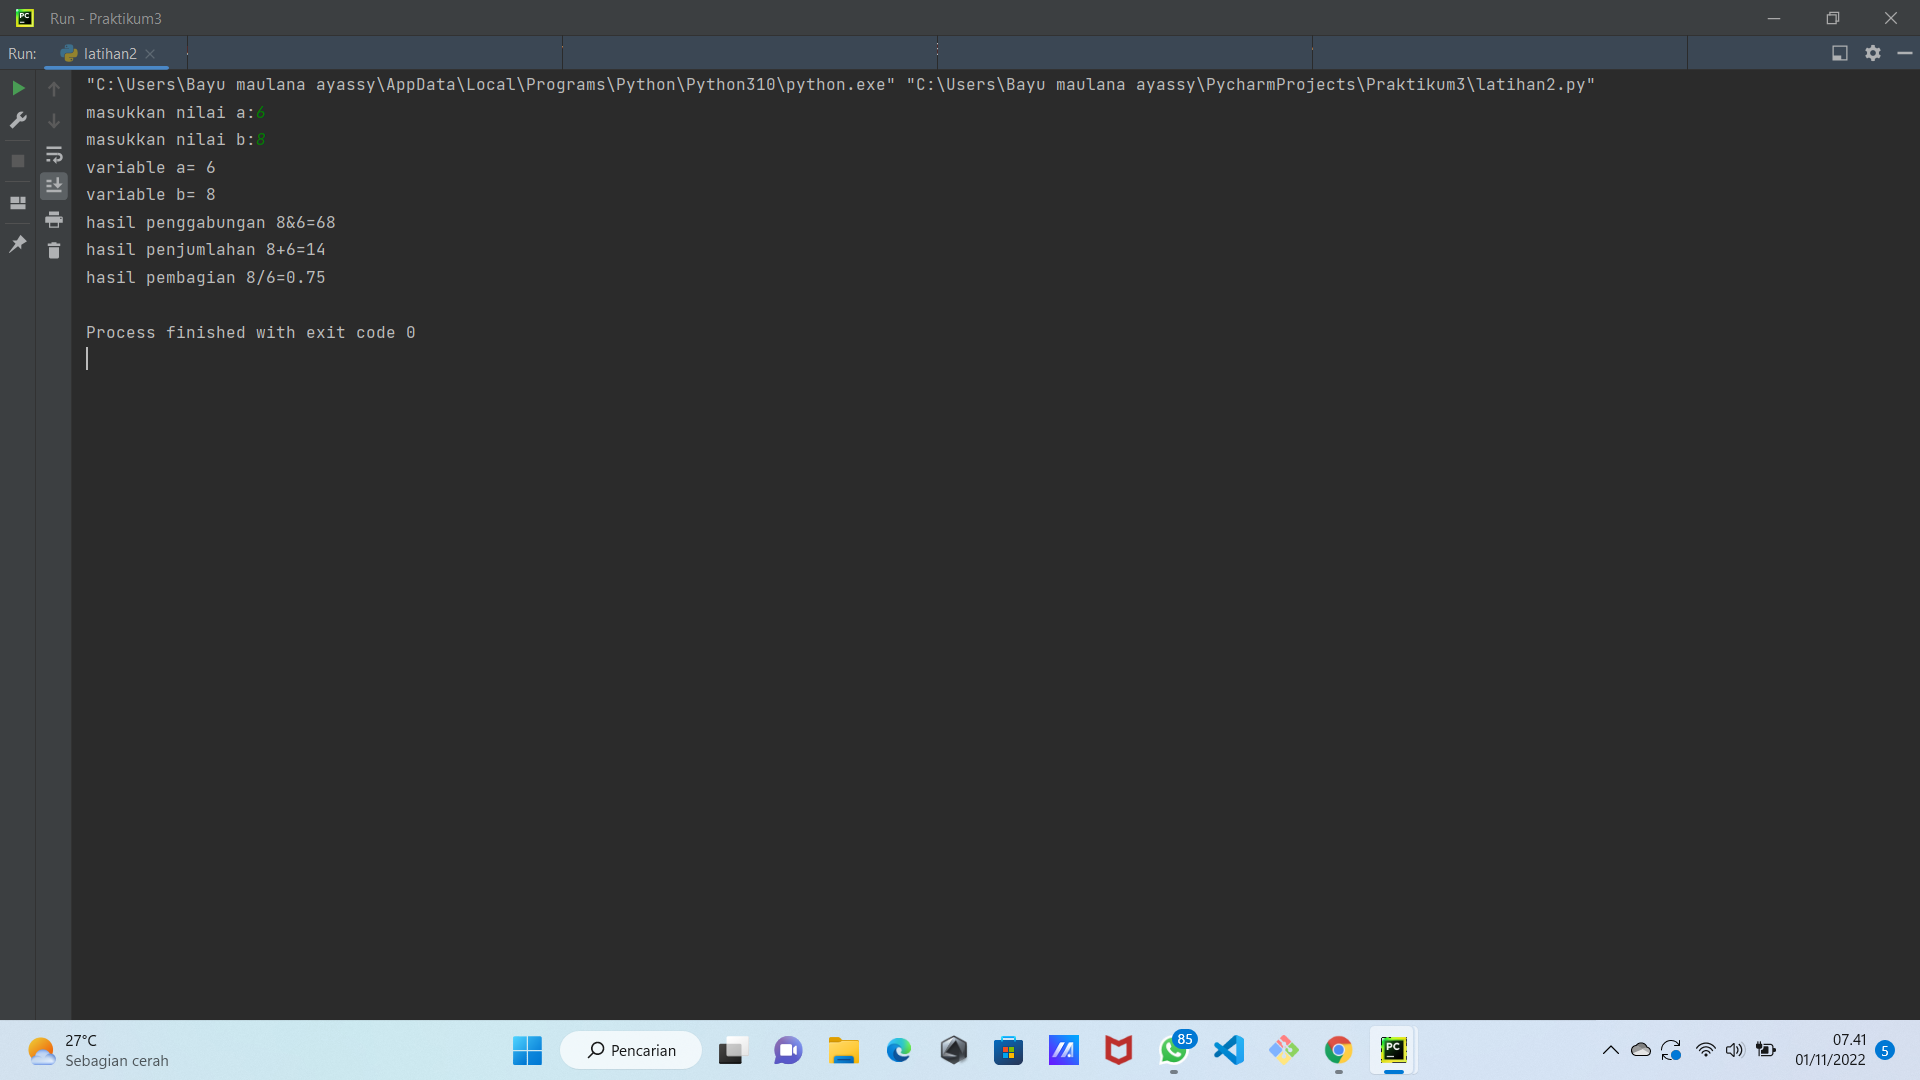 Run - Praktikum3
Run: latihan2
"C:\Users\Bayu maulana ayassy\AppData\Local\Programs\Python\Python310\python.exe" "C:\Users\Bayu maulana ayassy\PycharmProjects\Praktikum3\latihan2.py"
masukkan nilai a:6
masukkan nilai b:8
variable a= 6
variable b= 8
hasil penggabungan 8&6=68
hasil penjumlahan 8+6=14
hasil pembagian 8/6=0.75
Process finished with exit code 0
27°C
Sebagian cerah
Pencarian
85
PC
07.41
01/11/2022
5